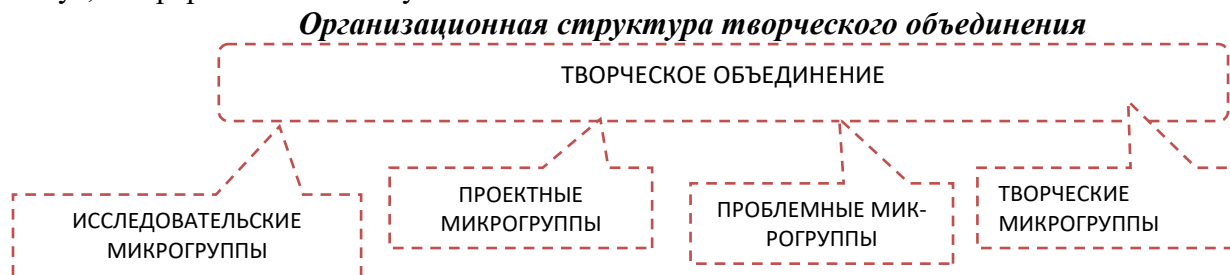 Организационная структура творческого объединения
ТВОРЧЕСКОЕ ОБЪЕДИНЕНИЕ
ИССЛЕДОВАТЕЛЬСКИЕ
МИКРОГРУППЫ
ПРОЕКТНЫЕ
МИКРОГРУППЫ
ПРОБЛЕМНЫЕ МИК-
РОГРУППЫ
ТВОРЧЕСКИЕ
МИКРОГРУППЫ